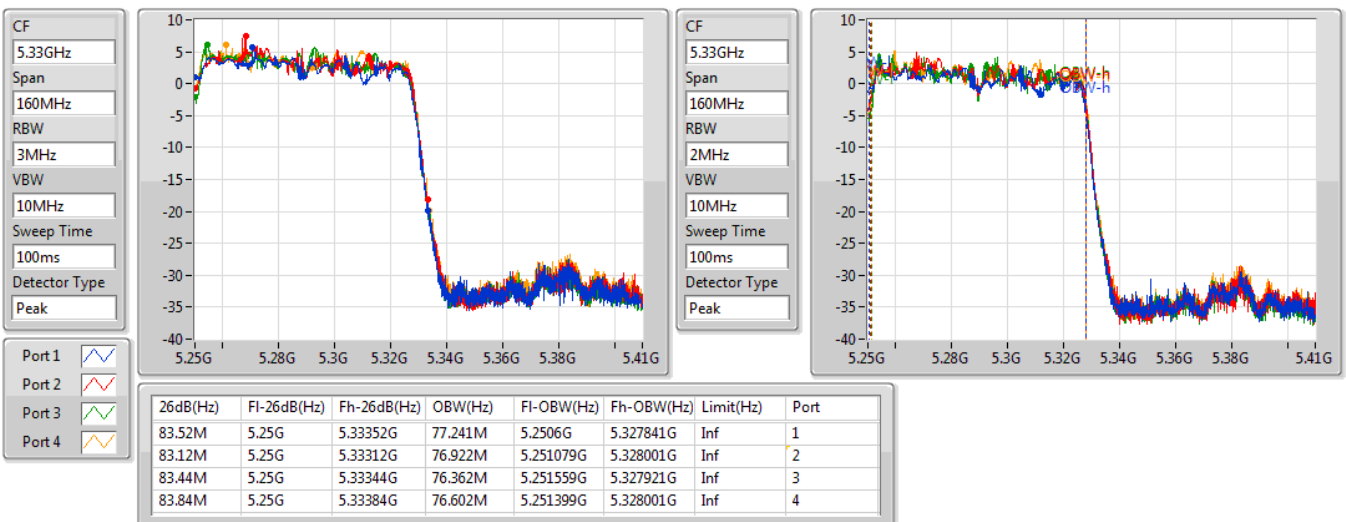 CF
5.33GHz
Span
160MHz
RBW
3MHz
VBW
10MHz
Sweep Time
100ms
Detector Type
Peak
10
5
0
-5
-10
-15
-20
-25
-30
-35
-40
5.25G 5.28G 5.3G 5.32G 5.34G 5.36G 5.38G 5.41G
CF
5.33GHz
Span
160MHz
RBW
2MHz
VBW
10MHz
Sweep Time
100ms
Detector Type
Peak
10
5
0
-5
-10
-15
-20
-25
-30
-35
-40
OBW-h
OBW-h
5.25G 5.28G 5.3G 5.32G 5.34G 5.36G 5.38G 5.41G
Port 1
Port 2
Port 3
Port 4
26dB(Hz) Fl-26dB(Hz) Fh-26dB(Hz) OBW(Hz) Fl-OBW(Hz) Fh-OBW(Hz) Limit(Hz) Port
83.52M 5.25G 5.33352G 77.241M 5.2506G 5.327841G Inf 1
83.12M 5.25G 5.33312G 76.922M 5.251079G 5.328001G Inf 2
83.44M 5.25G 5.33344G 76.362M 5.251559G 5.327921G Inf 3
83.84M 5.25G 5.33384G 76.602M 5.251399G 5.328001G Inf 4